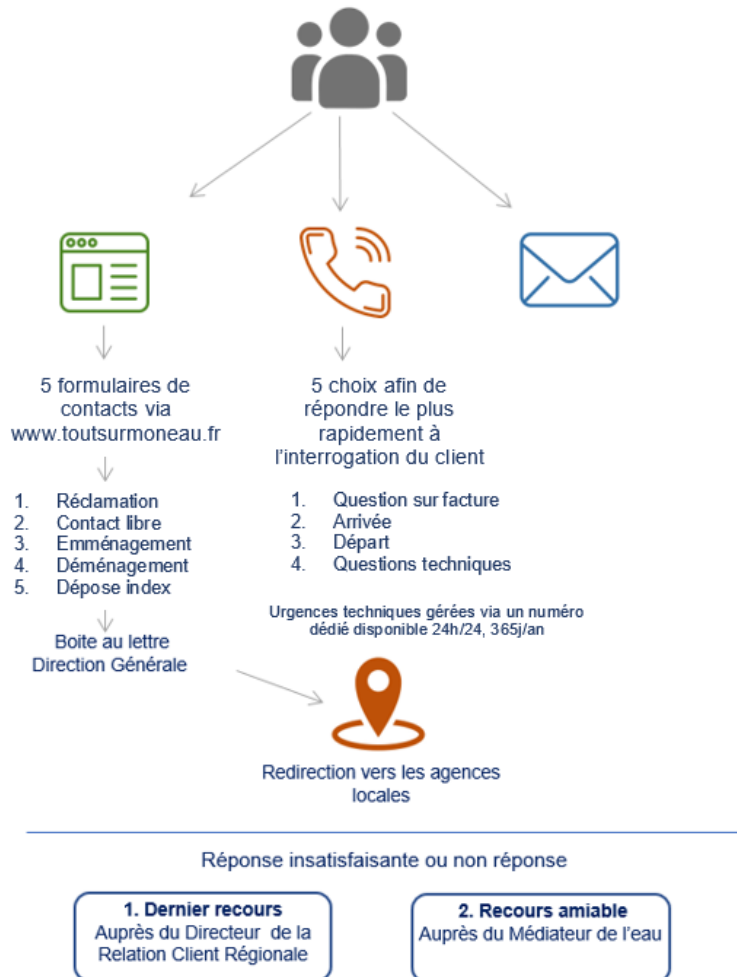 5 formulaires de
contacts via
www.toutsurmoneau.fr
1. Réclamation
2. Contact libre
3. Emménagement
4. Déménagement
5. Dépose index
Boite au lettre
Direction Générale
5 choix afin de
répondre le plus
rapidement à
l'interrogation du client
1. Question sur facture
2. Arrivée
3. Départ
4. Questions techniques
Urgences techniques gérées via un numéro
dédié disponible 24h/24, 365j/an
Redirection vers les agences
locales
Réponse insatisfaisante ou non réponse
1. Dernier recours
Auprès du Directeur de la
Relation Client Régionale
2. Recours amiable
Auprès du Médiateur de l'eau